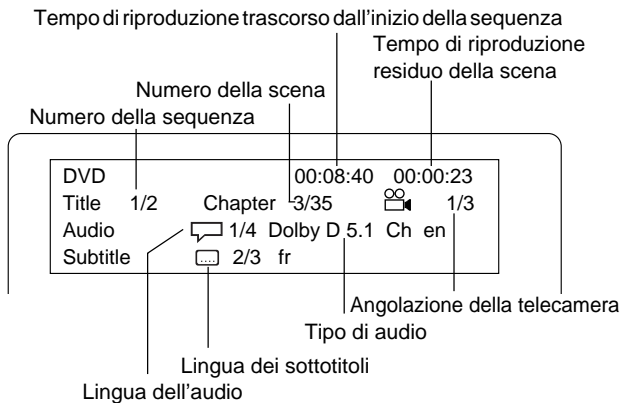 Tempo di riproduzione trascorso dall'inizio della sequenza
Tempo di riproduzione
residuo della scena
Numero della scena
Numero della sequenza
DVD 00:08:40 00:00:23
Title 1/2 Chapter 3/35 1/3
Audio 1/4 Dolby D 5.1 Ch en
Subtitle .... 2/3 fr
Angolazione della telecamera
Tipo di audio
Lingua dei sottotitoli
Lingua dell'audio